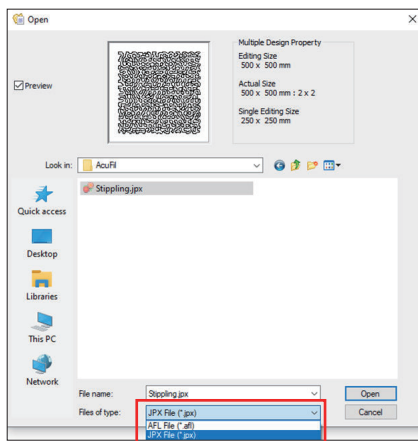 Open
Multiple Design Property
Editing Size
500 x 500 mm
Actual Size
500 x 500 mm : 2 x 2
Single Editing Size
250 x 250 mm
Preview
Look in:
AcuFil
Stippling.jpx
Quick access
Desktop
Libraries
This PC
Network
File name:
Stippling.jpx
Open
Files of type:
JPX File (*.jpx)
Cancel
AFL File (*.afl)
JPX File (*.jpx)